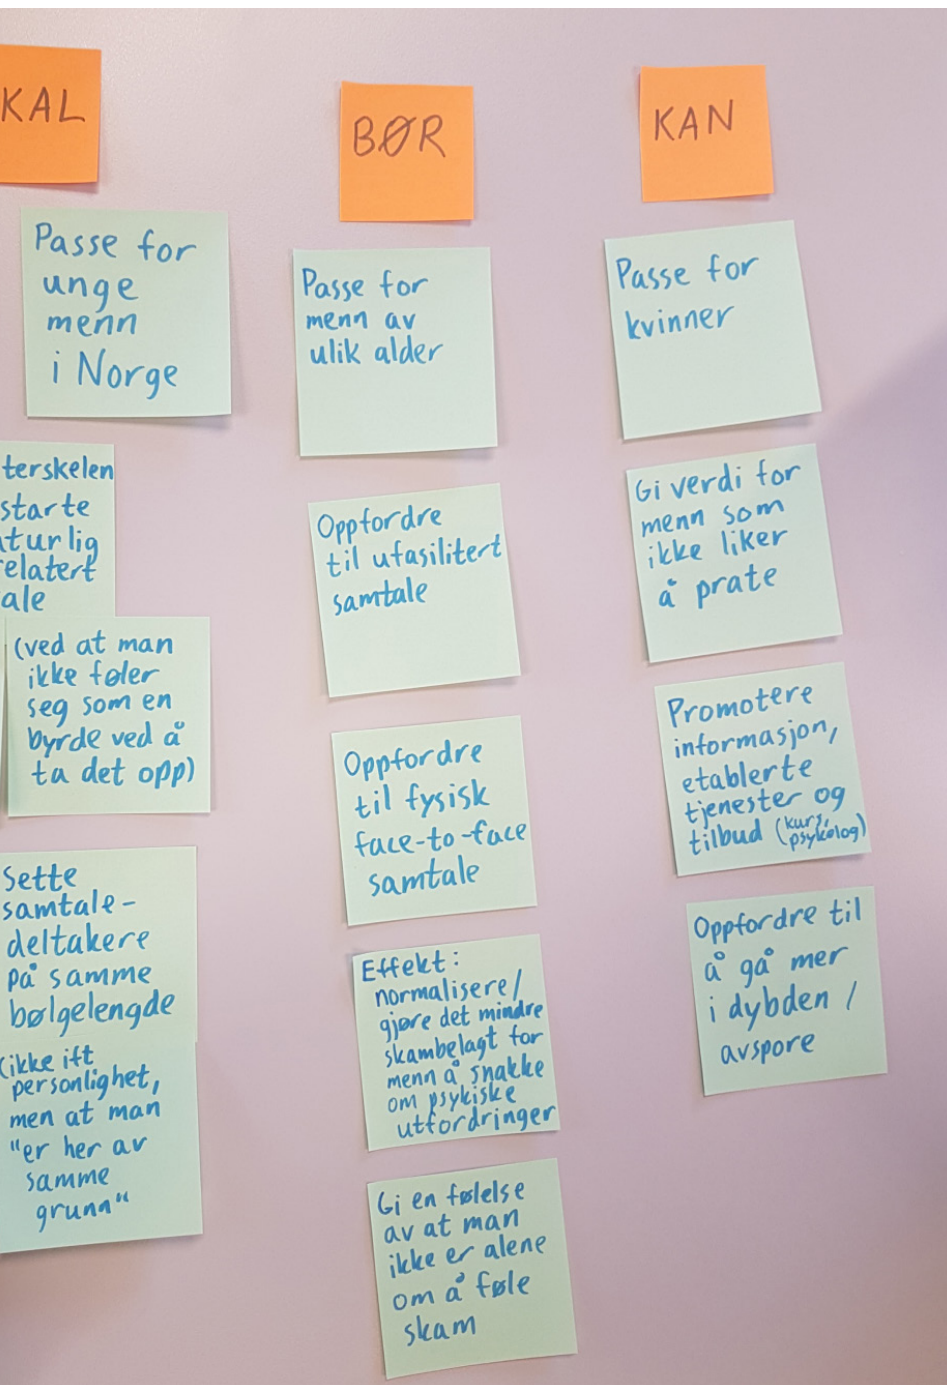 KAL
Passe for
unge
menn
i Norge
terskelen
starte
turlig
elatert
ale
(ved at man
ikke føler
seg som en
byrde ved å
ta det opp)
Sette
samtale-
deltakere
på samme
bølgelengde
(ikke ift
personlighet,
men at man
"er her av
samme
grunn"
BØR
Passe for
menn av
ulik alder
Oppfordre
til ufasilitert
samtale
Oppfordre
til fysisk
face-to-face
samtale
Effekt:
normalisere/
gjøre det mindre
skambelagt for
menn å snakke
om psykiske
utfordringer
Gi en følelse
av at man
ikke er alene
om å føle
skam
KAN
Passe for
kvinner
Gi verdi for
menn som
ikke liker
å prate
Promotere
informasjon,
etablerte
tjenester og
tilbud (kurs,
psykolog)
Oppfordre til
å gå mer
i dybden /
avspore